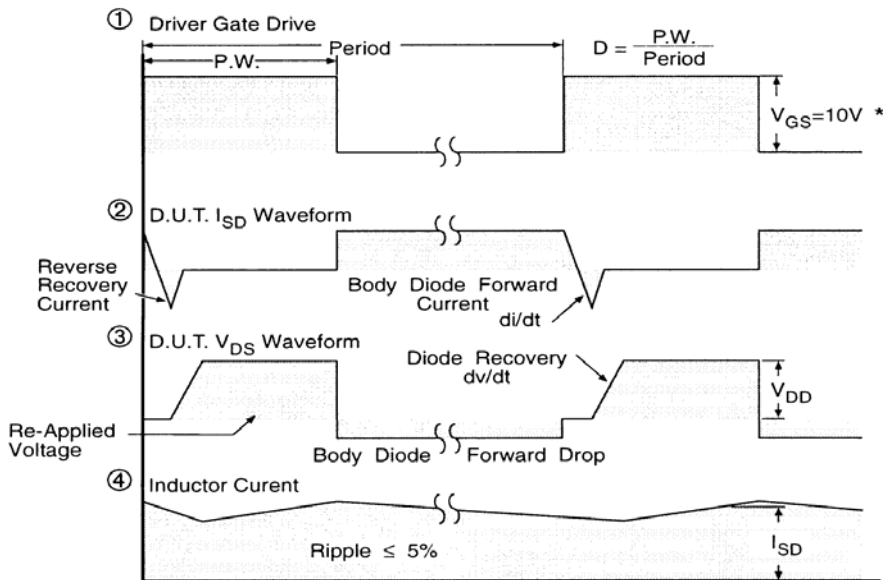 ① Driver Gate Drive
P.W.
Period
D = P.W.
Period
V_GS=10V *
② D.U.T. I_SD Waveform
Reverse
Recovery
Current
Body Diode Forward
Current
di/dt
③ D.U.T. V_DS Waveform
Diode Recovery
dv/dt
V_DD
Re-Applied
Voltage
Body Diode Forward Drop
④ Inductor Curent
Ripple ≤ 5%
I_SD